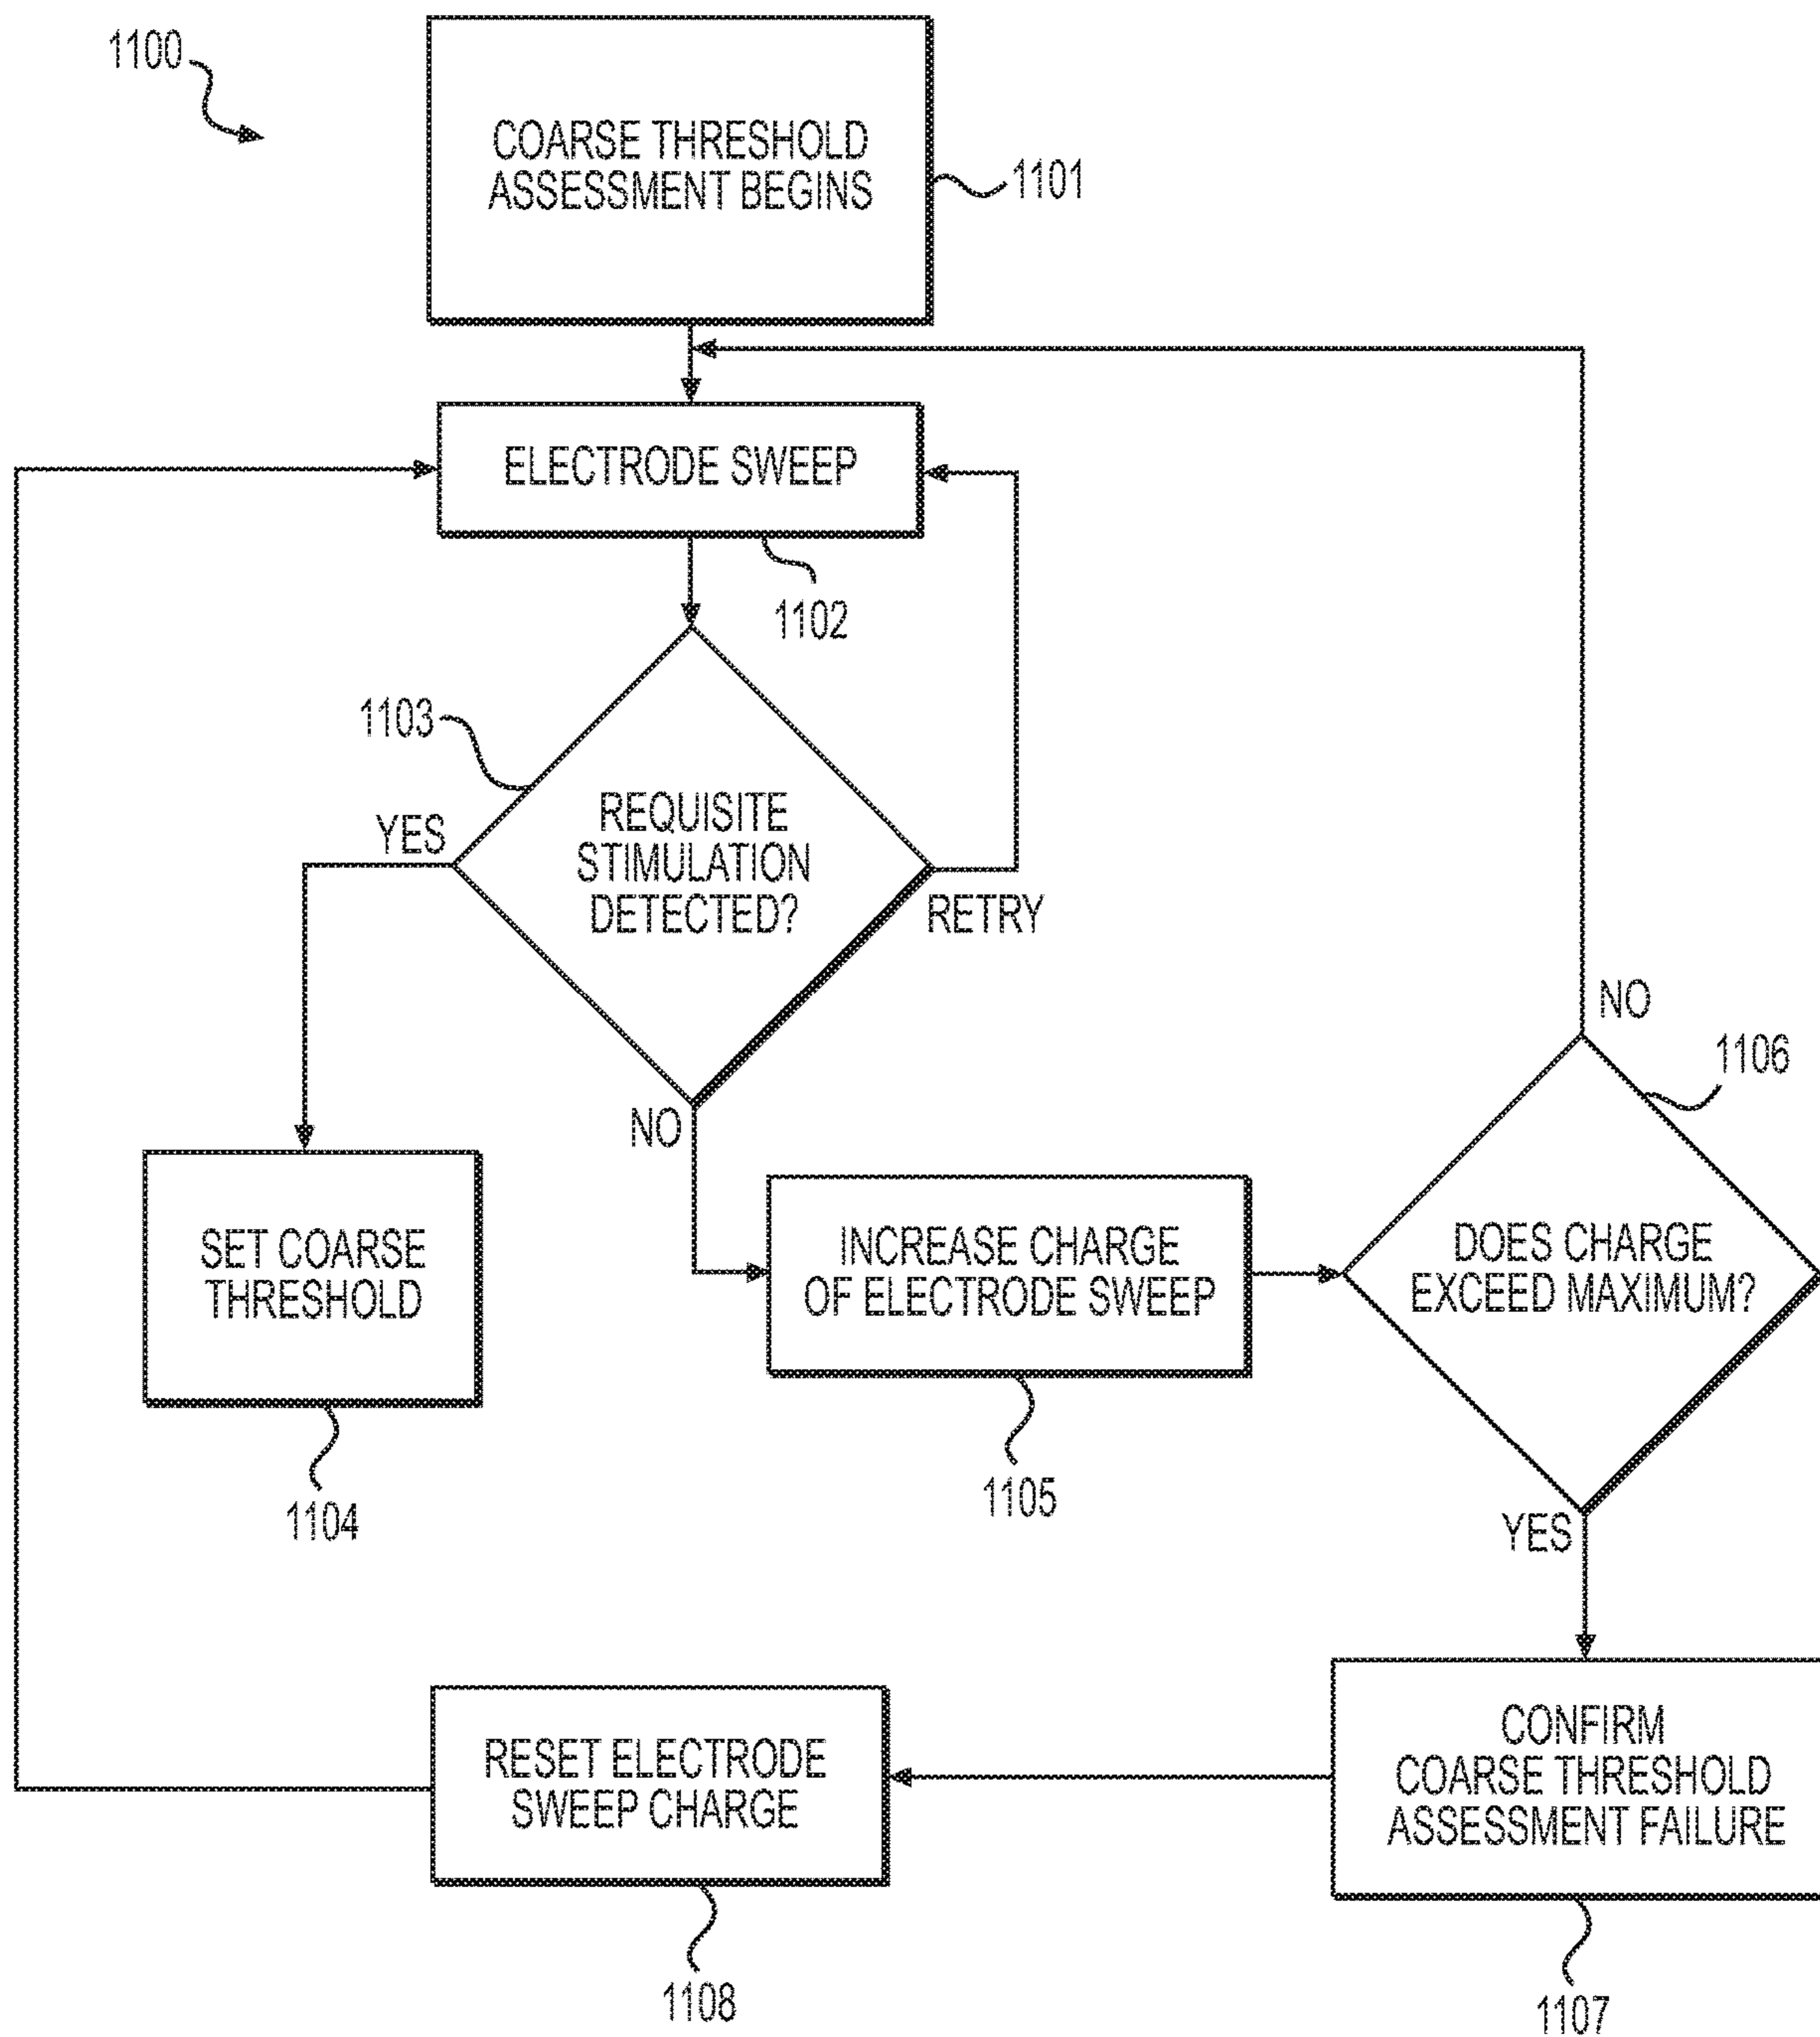 1100
COARSE THRESHOLD
ASSESSMENT BEGINS
1101
ELECTRODE SWEEP
1102
1103
YES
REQUISITE
STIMULATION
DETECTED?
RETRY
NO
NO
1106
SET COARSE
THRESHOLD
1104
INCREASE CHARGE
OF ELECTRODE SWEEP
1105
DOES CHARGE
EXCEED MAXIMUM?
YES
CONFIRM
COARSE THRESHOLD
ASSESSMENT FAILURE
1107
RESET ELECTRODE
SWEEP CHARGE
1108